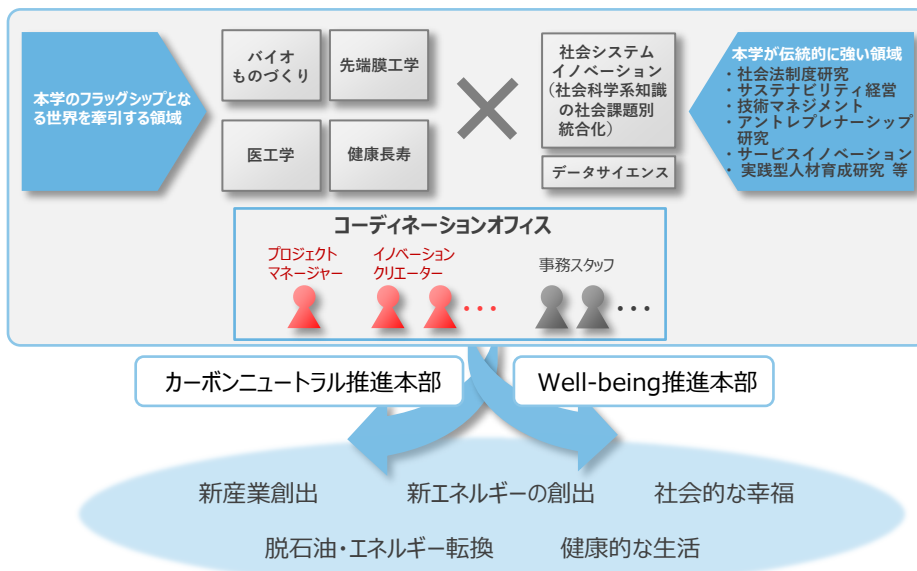 本学のフラッグシップとな
る世界を牽引する領域
バイオ
ものづくり
先端膜工学
医工学
健康長寿
社会システム
イノベーション
（社会科学系知識
の社会課題別
統合化）
データサイエンス
本学が伝統的に強い領域
・社会法制度研究
・サステナビリティ経営
・技術マネジメント
・アントレプレナーシップ
研究
・サービスイノベーション
・ 実践型人材育成研究 等
コーディネーションオフィス
プロジェクト
マネージャー
イノベーション
クリエーター
事務スタッフ
・・・
・・・
カーボンニュートラル推進本部
Well-being推進本部
新産業創出
新エネルギーの創出
社会的な幸福
脱石油・エネルギー転換
健康的な生活